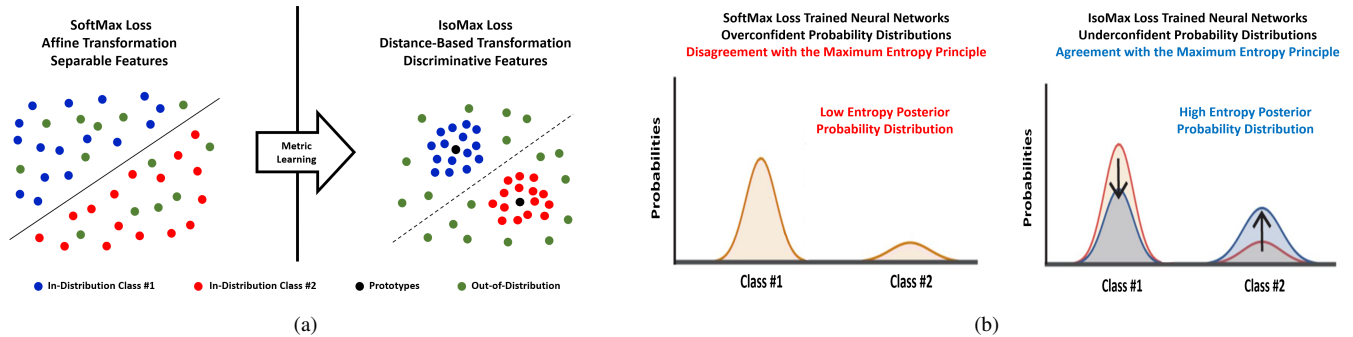 SoftMax Loss
Affine Transformation
Separable Features
IsoMax Loss
Distance-Based Transformation
Discriminative Features
Metric
Learning
In-Distribution Class #1
In-Distribution Class #2
Prototypes
Out-of-Distribution
(a)
SoftMax Loss Trained Neural Networks
Overconfident Probability Distributions
Disagreement with the Maximum Entropy Principle
Low Entropy Posterior
Probability Distribution
Probabilities
Class #1
Class #2
IsoMax Loss Trained Neural Networks
Underconfident Probability Distributions
Agreement with the Maximum Entropy Principle
High Entropy Posterior
Probability Distribution
Probabilities
Class #1
Class #2
(b)